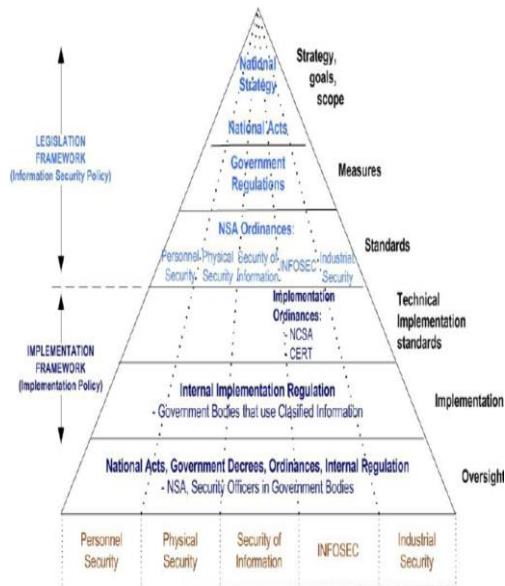 National
Strategy
Strategy,
goals,
scope
National Acts
LEGISLATION
FRAMEWORK
(Information Security Policy)
Government
Regulations
Measures
NSA Ordinances:
Personnel
Security
Physical
Security
Security of
Information
INFOSEC
Industrial
Security
Standards
Implementation
Ordinances:
- NCSA
- CERT
Technical
Implementation
standards
IMPLEMENTATION
FRAMEWORK
(Implementation Policy)
Internal Implementation Regulation
- Government Bodies that use Clasified Information
Implementation
National Acts, Government Decrees, Ordinances, Internal Regulation
- NSA, Security Officers in Government Bodies
Oversight
Personnel
Security
Physical
Security
Security of
Information
INFOSEC
Industrial
Security